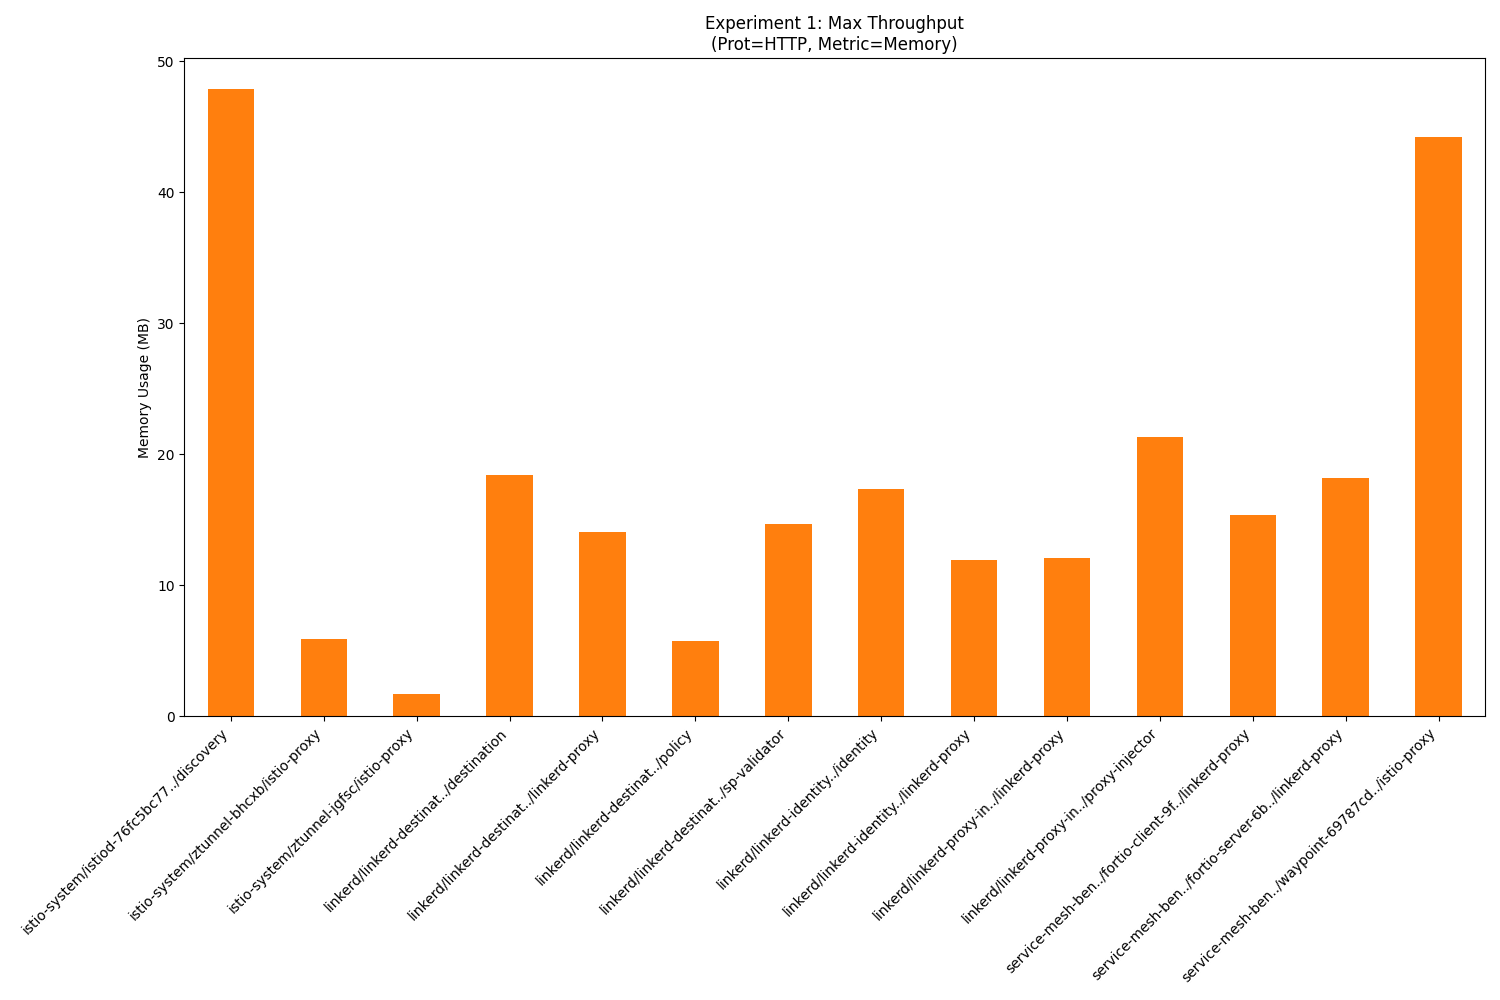 Experiment 1: Max Throughput
(Prot=HTTP, Metric=Memory)
Memory Usage (MB)
50
40
30
20
10
0
istio-system/istiod-76fc5bc77../discovery
istio-system/ztunnel-bhcxb/istio-proxy
istio-system/ztunnel-jgfsc/istio-proxy
linkerd/linkerd-destinat../destination
linkerd/linkerd-destinat../linkerd-proxy
linkerd/linkerd-destinat../policy
linkerd/linkerd-destinat../sp-validator
linkerd/linkerd-identity../identity
linkerd/linkerd-identity../linkerd-proxy
linkerd/linkerd-proxy-in../linkerd-proxy
linkerd/linkerd-proxy-in../proxy-injector
service-mesh-ben../fortio-client-9f../linkerd-proxy
service-mesh-ben../fortio-server-6b../linkerd-proxy
service-mesh-ben../waypoint-69787cd../istio-proxy